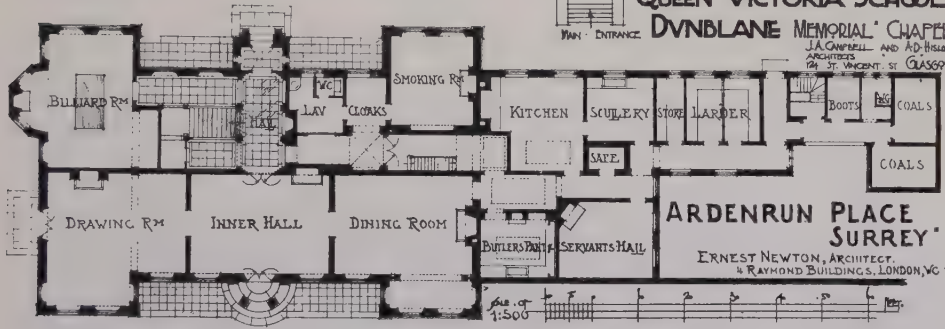 QUEEN VICTORIA SCHOOL
MAIN · ENTRANCE
DVNBLANE MEMORIAL CHAPEL
J.A. CAMPBELL AND A·D·HISLOP
ARCHITECTS
124 ST. VINCENT. ST GLASGOW
BILLIARD RM
HALL
LAV
WC
CLOAKS
SMOKING RM
KITCHEN
SCULLERY
STORE
LARDER
BOOTS
WC
COALS
SAFE
COALS
DRAWING RM
INNER HALL
DINING ROOM
BUTLERS PANTY
SERVANTS HALL
ARDENRUN PLACE
SURREY
ERNEST NEWTON, ARCHITECT.
4 RAYMOND BUILDINGS, LONDON, WC
1:500